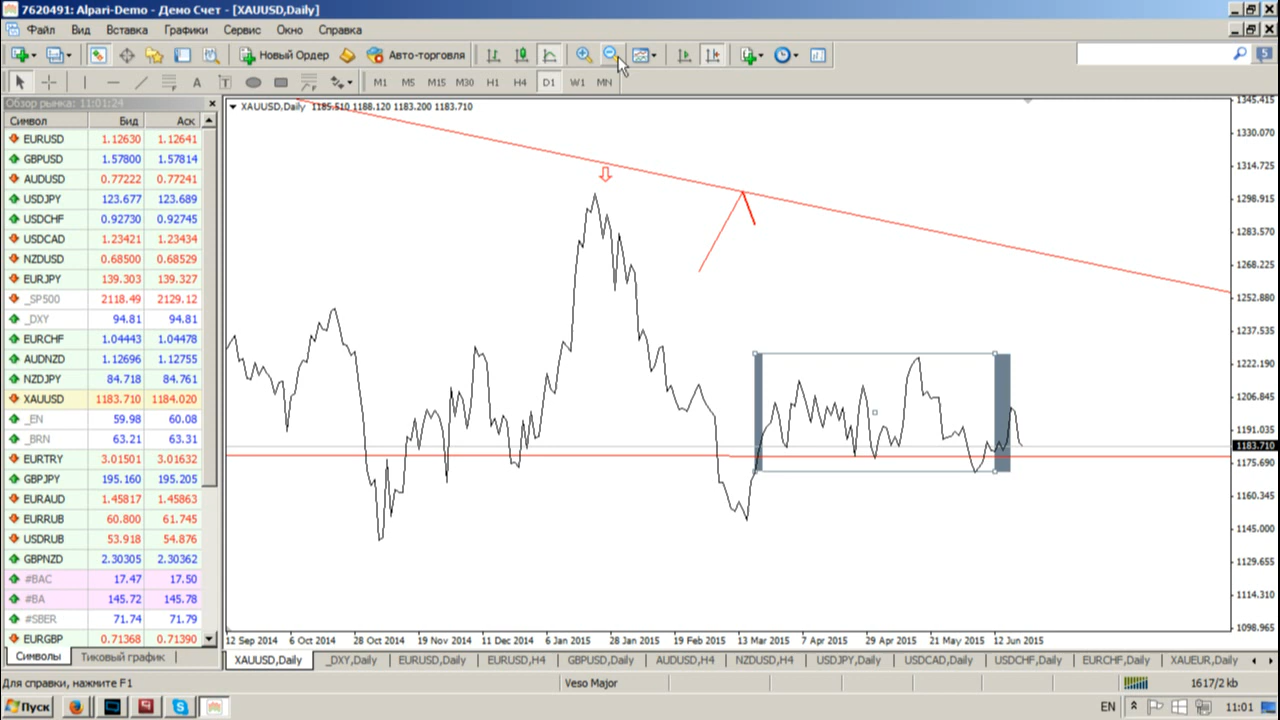 7620491: Alpari-Demo - Демо Счет - [XAUUSD,Daily]
Файл Вид Вставка Графики Сервис Окно Справка
Новый Ордер Авто-торговля 5
A T M1 M5 M15 M30 H1 H4 D1 W1 MN
Обзор рынка: 11:01:24
Символ Бид Аск
EURUSD 1.12630 1.12641
GBPUSD 1.57800 1.57814
AUDUSD 0.77222 0.77241
USDJPY 123.677 123.689
USDCHF 0.92730 0.92745
USDCAD 1.23421 1.23434
NZDUSD 0.68500 0.68529
EURJPY 139.303 139.327
_SP500 2118.49 2129.12
_DXY 94.81 94.81
EURCHF 1.04443 1.04478
AUDNZD 1.12696 1.12755
NZDJPY 84.718 84.761
XAUUSD 1183.710 1184.020
_EN 59.98 60.08
_BRN 63.21 63.31
EURTRY 3.01501 3.01632
GBPJPY 195.160 195.205
EURAUD 1.45817 1.45863
EURRUB 60.800 61.745
USDRUB 53.918 54.876
GBPNZD 2.30305 2.30362
#BAC 17.47 17.50
#BA 145.72 145.78
#SBER 71.74 71.79
EURGBP 0.71368 0.71390
Символы Тиковый график
XAUUSD,Daily 1185.510 1188.120 1183.200 1183.710
1345.415
1330.070
1314.725
1298.915
1283.570
1268.225
1252.880
1237.535
1222.190
1206.845
1191.035
1183.710
1175.690
1160.345
1145.000
1129.655
1114.310
1098.965
12 Sep 2014 6 Oct 2014 28 Oct 2014 19 Nov 2014 11 Dec 2014 6 Jan 2015 28 Jan 2015 19 Feb 2015 13 Mar 2015 7 Apr 2015 29 Apr 2015 21 May 2015 12 Jun 2015
XAUUSD,Daily _DXY,Daily EURUSD,Daily EURUSD,H4 GBPUSD,Daily AUDUSD,H4 NZDUSD,H4 USDJPY,Daily USDCAD,Daily USDCHF,Daily EURCHF,Daily XAUEUR,Daily
Для справки, нажмите F1 Veso Major 1617/2 kb
Пуск EN 11:01